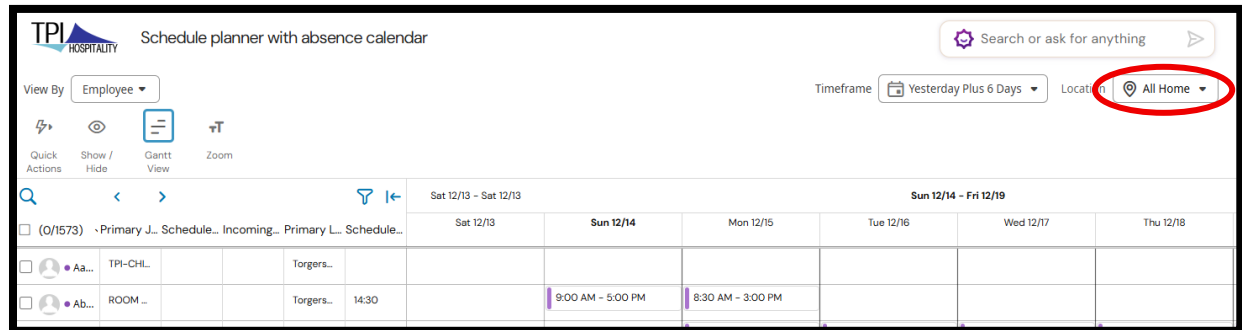 TPI
HOSPITALITY
Schedule planner with absence calendar
Search or ask for anything
View By Employee
Timeframe Yesterday Plus 6 Days Location All Home
Quick Actions
Show / Hide
Gantt View
Zoom
Sat 12/13 – Sat 12/13 Sun 12/14 – Fri 12/19
(0/1573) Primary J... Schedule... Incoming... Primary L... Schedule... Sat 12/13 Sun 12/14 Mon 12/15 Tue 12/16 Wed 12/17 Thu 12/18
Aa... TPI-CHI... Torgers...
Ab... ROOM ... Torgers... 14:30 9:00 AM – 5:00 PM 8:30 AM – 3:00 PM